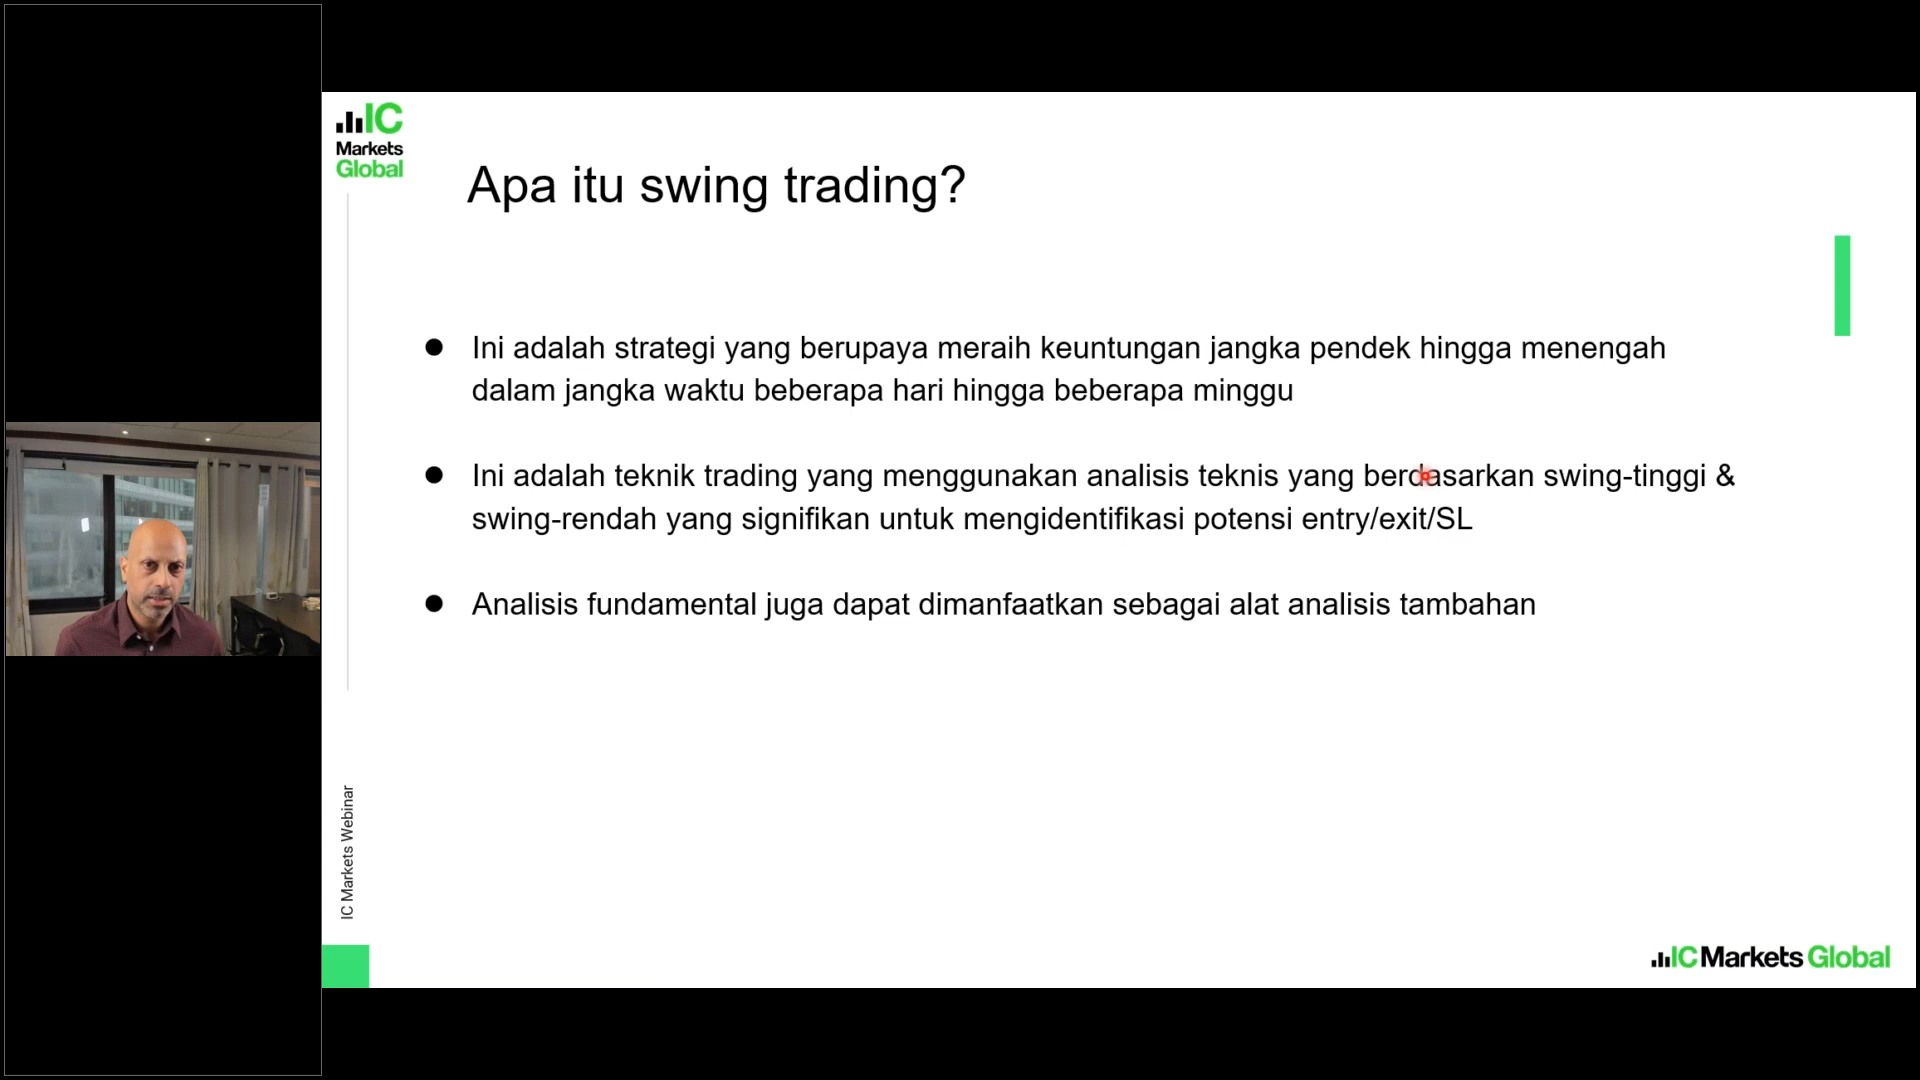 IC
Markets
Global
Apa itu swing trading?
● Ini adalah strategi yang berupaya meraih keuntungan jangka pendek hingga menengah
dalam jangka waktu beberapa hari hingga beberapa minggu
● Ini adalah teknik trading yang menggunakan analisis teknis yang berdasarkan swing-tinggi &
swing-rendah yang signifikan untuk mengidentifikasi potensi entry/exit/SL
● Analisis fundamental juga dapat dimanfaatkan sebagai alat analisis tambahan
IC Markets Webinar
IC Markets Global